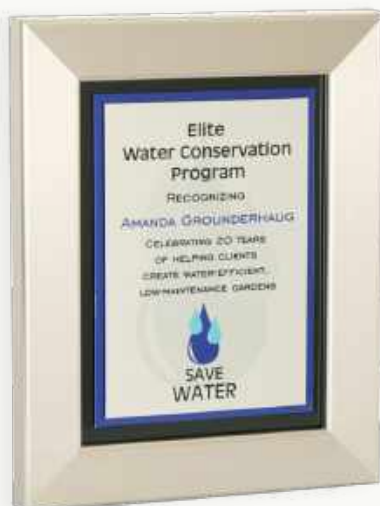 Elite
Water Conservation
Program
RECOGNIZING
AMANDA GROUNDERHAUG
CELEBRATING 20 YEARS
OF HELPING CLIENTS
CREATE WATER-EFFICIENT,
LOW-MAINTENANCE GARDENS
SAVE
WATER